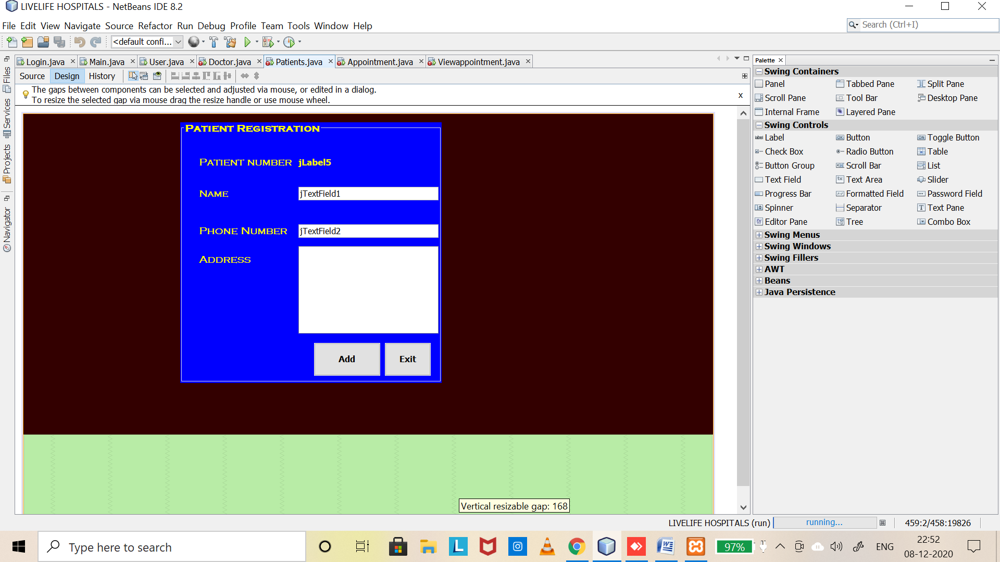 LIVELIFE HOSPITALS - NetBeans IDE 8.2
File Edit View Navigate Source Refactor Run Debug Profile Team Tools Window Help
Search (Ctrl+I)
<default confi...
Login.java Main.java User.java Doctor.java Patients.java Appointment.java Viewappointment.java
Source Design History
The gaps between components can be selected and adjusted via mouse, or edited in a dialog.
To resize the selected gap via mouse drag the resize handle or use mouse wheel.
x
Files
Services
Projects
Navigator
Patient Registration
Patient number jLabel5
Name jTextField1
Phone Number jTextField2
Address
Add Exit
Vertical resizable gap: 168
Palette
Swing Containers
Panel Tabbed Pane Split Pane
Scroll Pane Tool Bar Desktop Pane
Internal Frame Layered Pane
Swing Controls
label Label OK Button ON Toggle Button
Check Box Radio Button Table
Button Group Scroll Bar List
Text Field Text Area Slider
Progress Bar Formatted Field Password Field
Spinner Separator Text Pane
Editor Pane Tree Combo Box
Swing Menus
Swing Windows
Swing Fillers
AWT
Beans
Java Persistence
LIVELIFE HOSPITALS (run) running... 459:2/458:19826
Type here to search
L
W
97%
ENG
22:52
08-12-2020